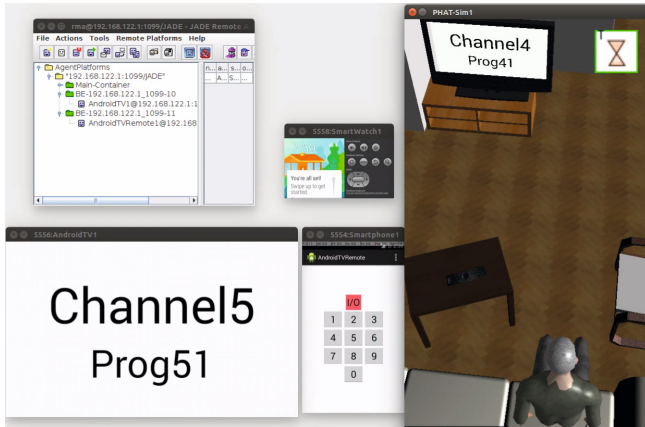 rma@192.168.122.1:1099/JADE - JADE Remote A
File Actions Tools Remote Platforms Help
AgentPlatforms
"192.168.122.1:1099/JADE"
Main-Container
BE-192.168.122.1_1099-10
AndroidTV1@192.168.122.1:1
BE-192.168.122.1_1099-11
AndroidTVRemote1@192.168
n... a... s... o...
... A... S... ...
5558:SmartWatch1
You're all set!
Swipe up to get
started.
5556:AndroidTV1
Channel5
Prog51
5554:Smartphone1
AndroidTVRemote
I/O
1 2 3
4 5 6
7 8 9
0
PHAT-Sim1
Channel4
Prog41
T